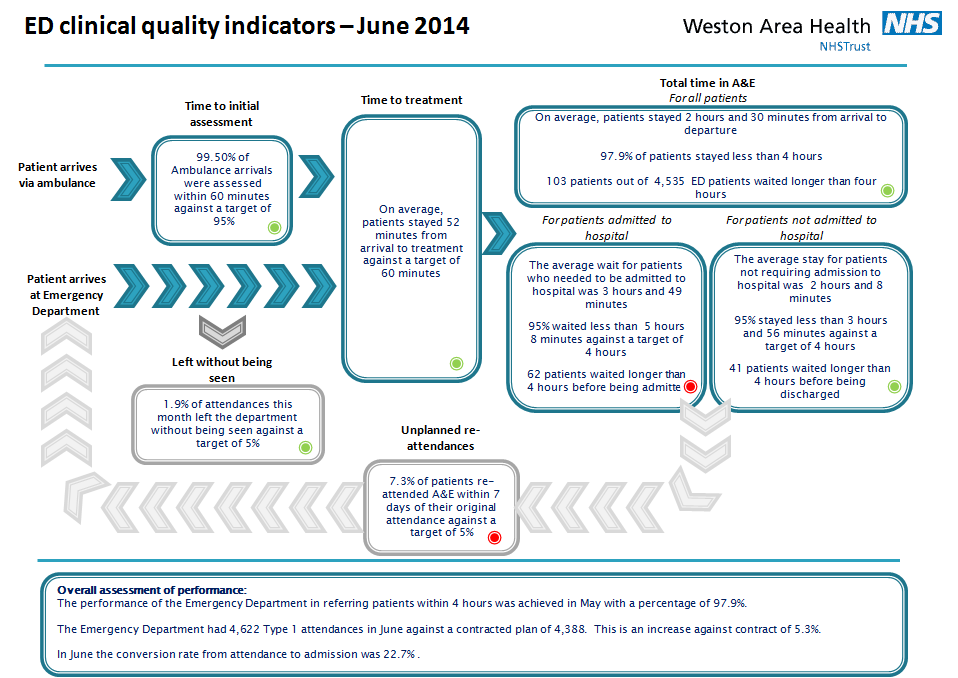 ED clinical quality indicators – June 2014
Weston Area Health NHS
NHSTrust
Total time in A&E
For all patients
Time to initial
assessment
Time to treatment
On average, patients stayed 2 hours and 30 minutes from arrival to
departure
97.9% of patients stayed less than 4 hours
103 patients out of 4,535 ED patients waited longer than four
hours
Patient arrives
via ambulance
99.50% of
Ambulance arrivals
were assessed
within 60 minutes
against a target of
95%
On average,
patients stayed 52
minutes from
arrival to treatment
against a target of
60 minutes
For patients admitted to
hospital
For patients not admitted to
hospital
The average wait for patients
who needed to be admitted to
hospital was 3 hours and 49
minutes
95% waited less than 5 hours
8 minutes against a target of
4 hours
62 patients waited longer than
4 hours before being admitte
The average stay for patients
not requiring admission to
hospital was 2 hours and 8
minutes
95% stayed less than 3 hours
and 56 minutes against a
target of 4 hours
41 patients waited longer than
4 hours before being
discharged
Patient arrives
at Emergency
Department
Left without being
seen
1.9% of attendances this
month left the department
without being seen against a
target of 5%
Unplanned re-
attendances
7.3% of patients re-
attended A&E within 7
days of their original
attendance against a
target of 5%
Overall assessment of performance:
The performance of the Emergency Department in referring patients within 4 hours was achieved in May with a percentage of 97.9%.
The Emergency Department had 4,622 Type 1 attendances in June against a contracted plan of 4,388. This is an increase against contract of 5.3%.
In June the conversion rate from attendance to admission was 22.7% .